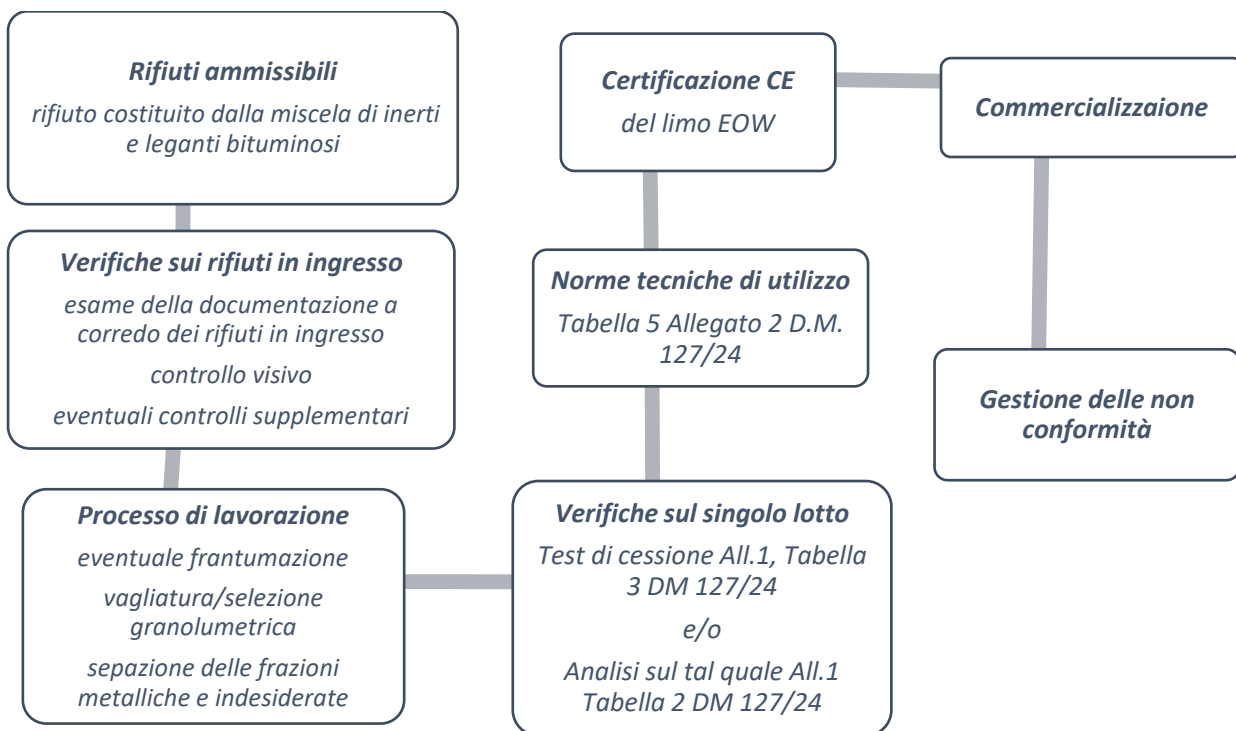 Rifiuti ammissibili
rifiuto costituito dalla miscela di inerti
e leganti bituminosi
Verifiche sui rifiuti in ingresso
esame della documentazione a
corredo dei rifiuti in ingresso
controllo visivo
eventuali controlli supplementari
Processo di lavorazione
eventuale frantumazione
vagliatura/selezione
granolumetrica
sepazione delle frazioni
metalliche e indesiderate
Verifiche sul singolo lotto
Test di cessione All.1, Tabella
3 DM 127/24
e/o
Analisi sul tal quale All.1
Tabella 2 DM 127/24
Norme tecniche di utilizzo
Tabella 5 Allegato 2 D.M.
127/24
Certificazione CE
del limo EOW
Commercializzaione
Gestione delle non
conformità